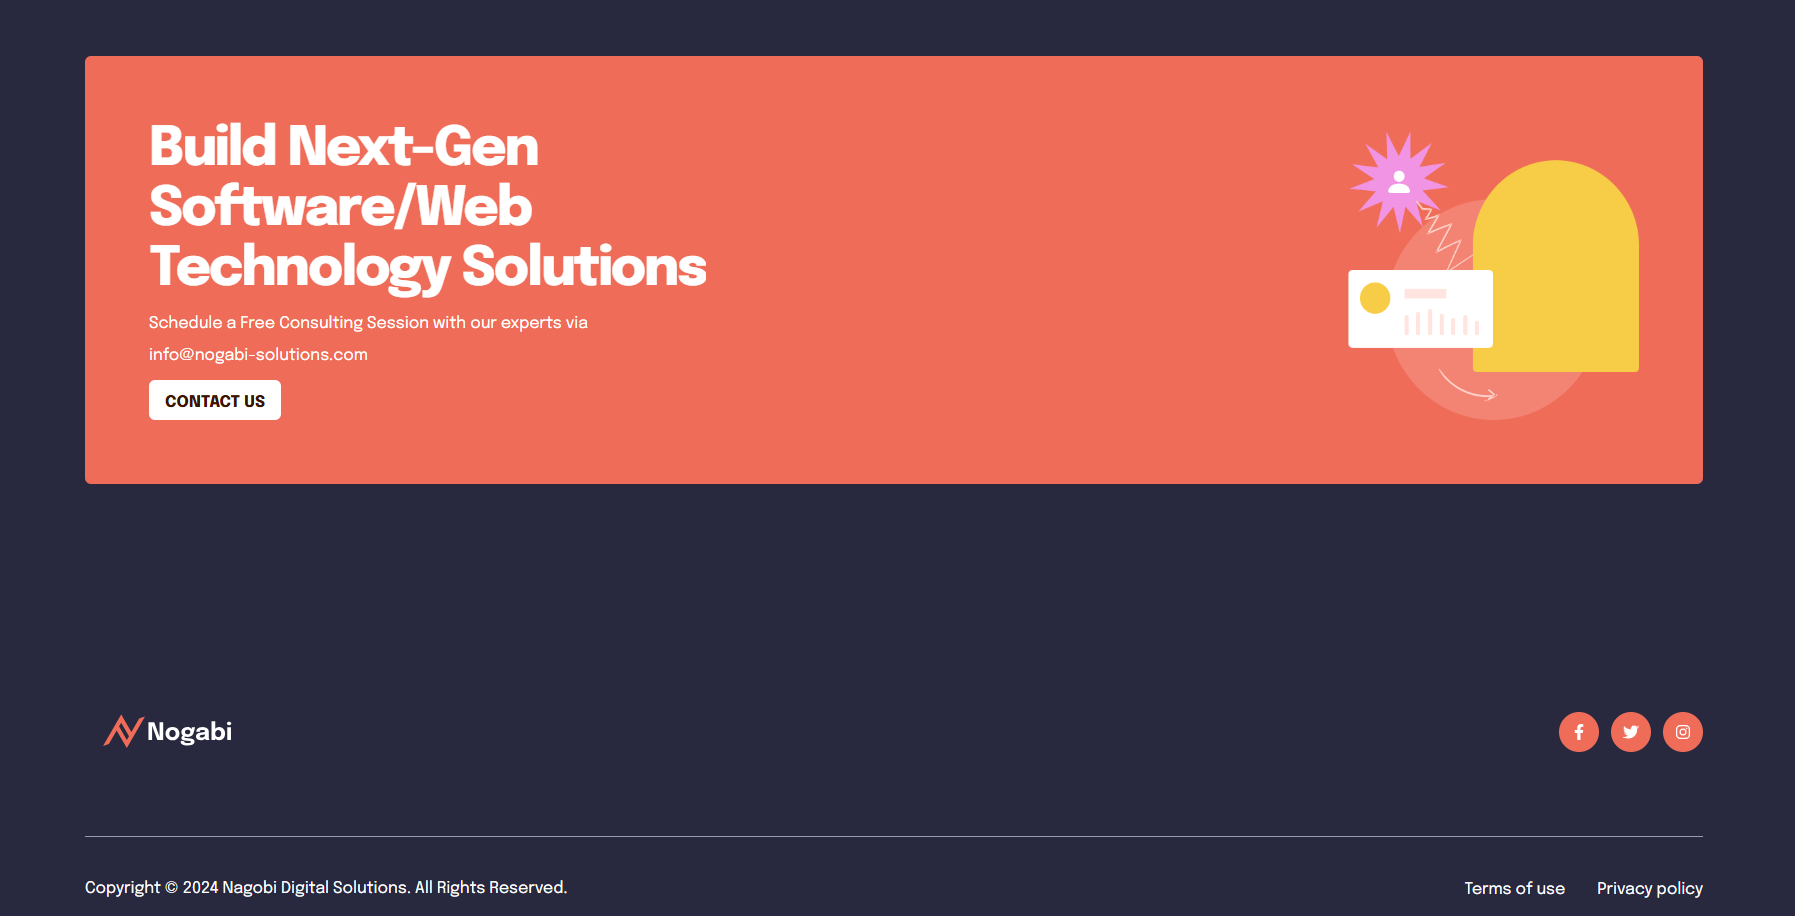 Build Next-Gen
Software/Web
Technology Solutions
Schedule a Free Consulting Session with our experts via
info@nogabi-solutions.com
CONTACT US
Nogabi
Copyright © 2024 Nagobi Digital Solutions. All Rights Reserved.
Terms of use
Privacy policy